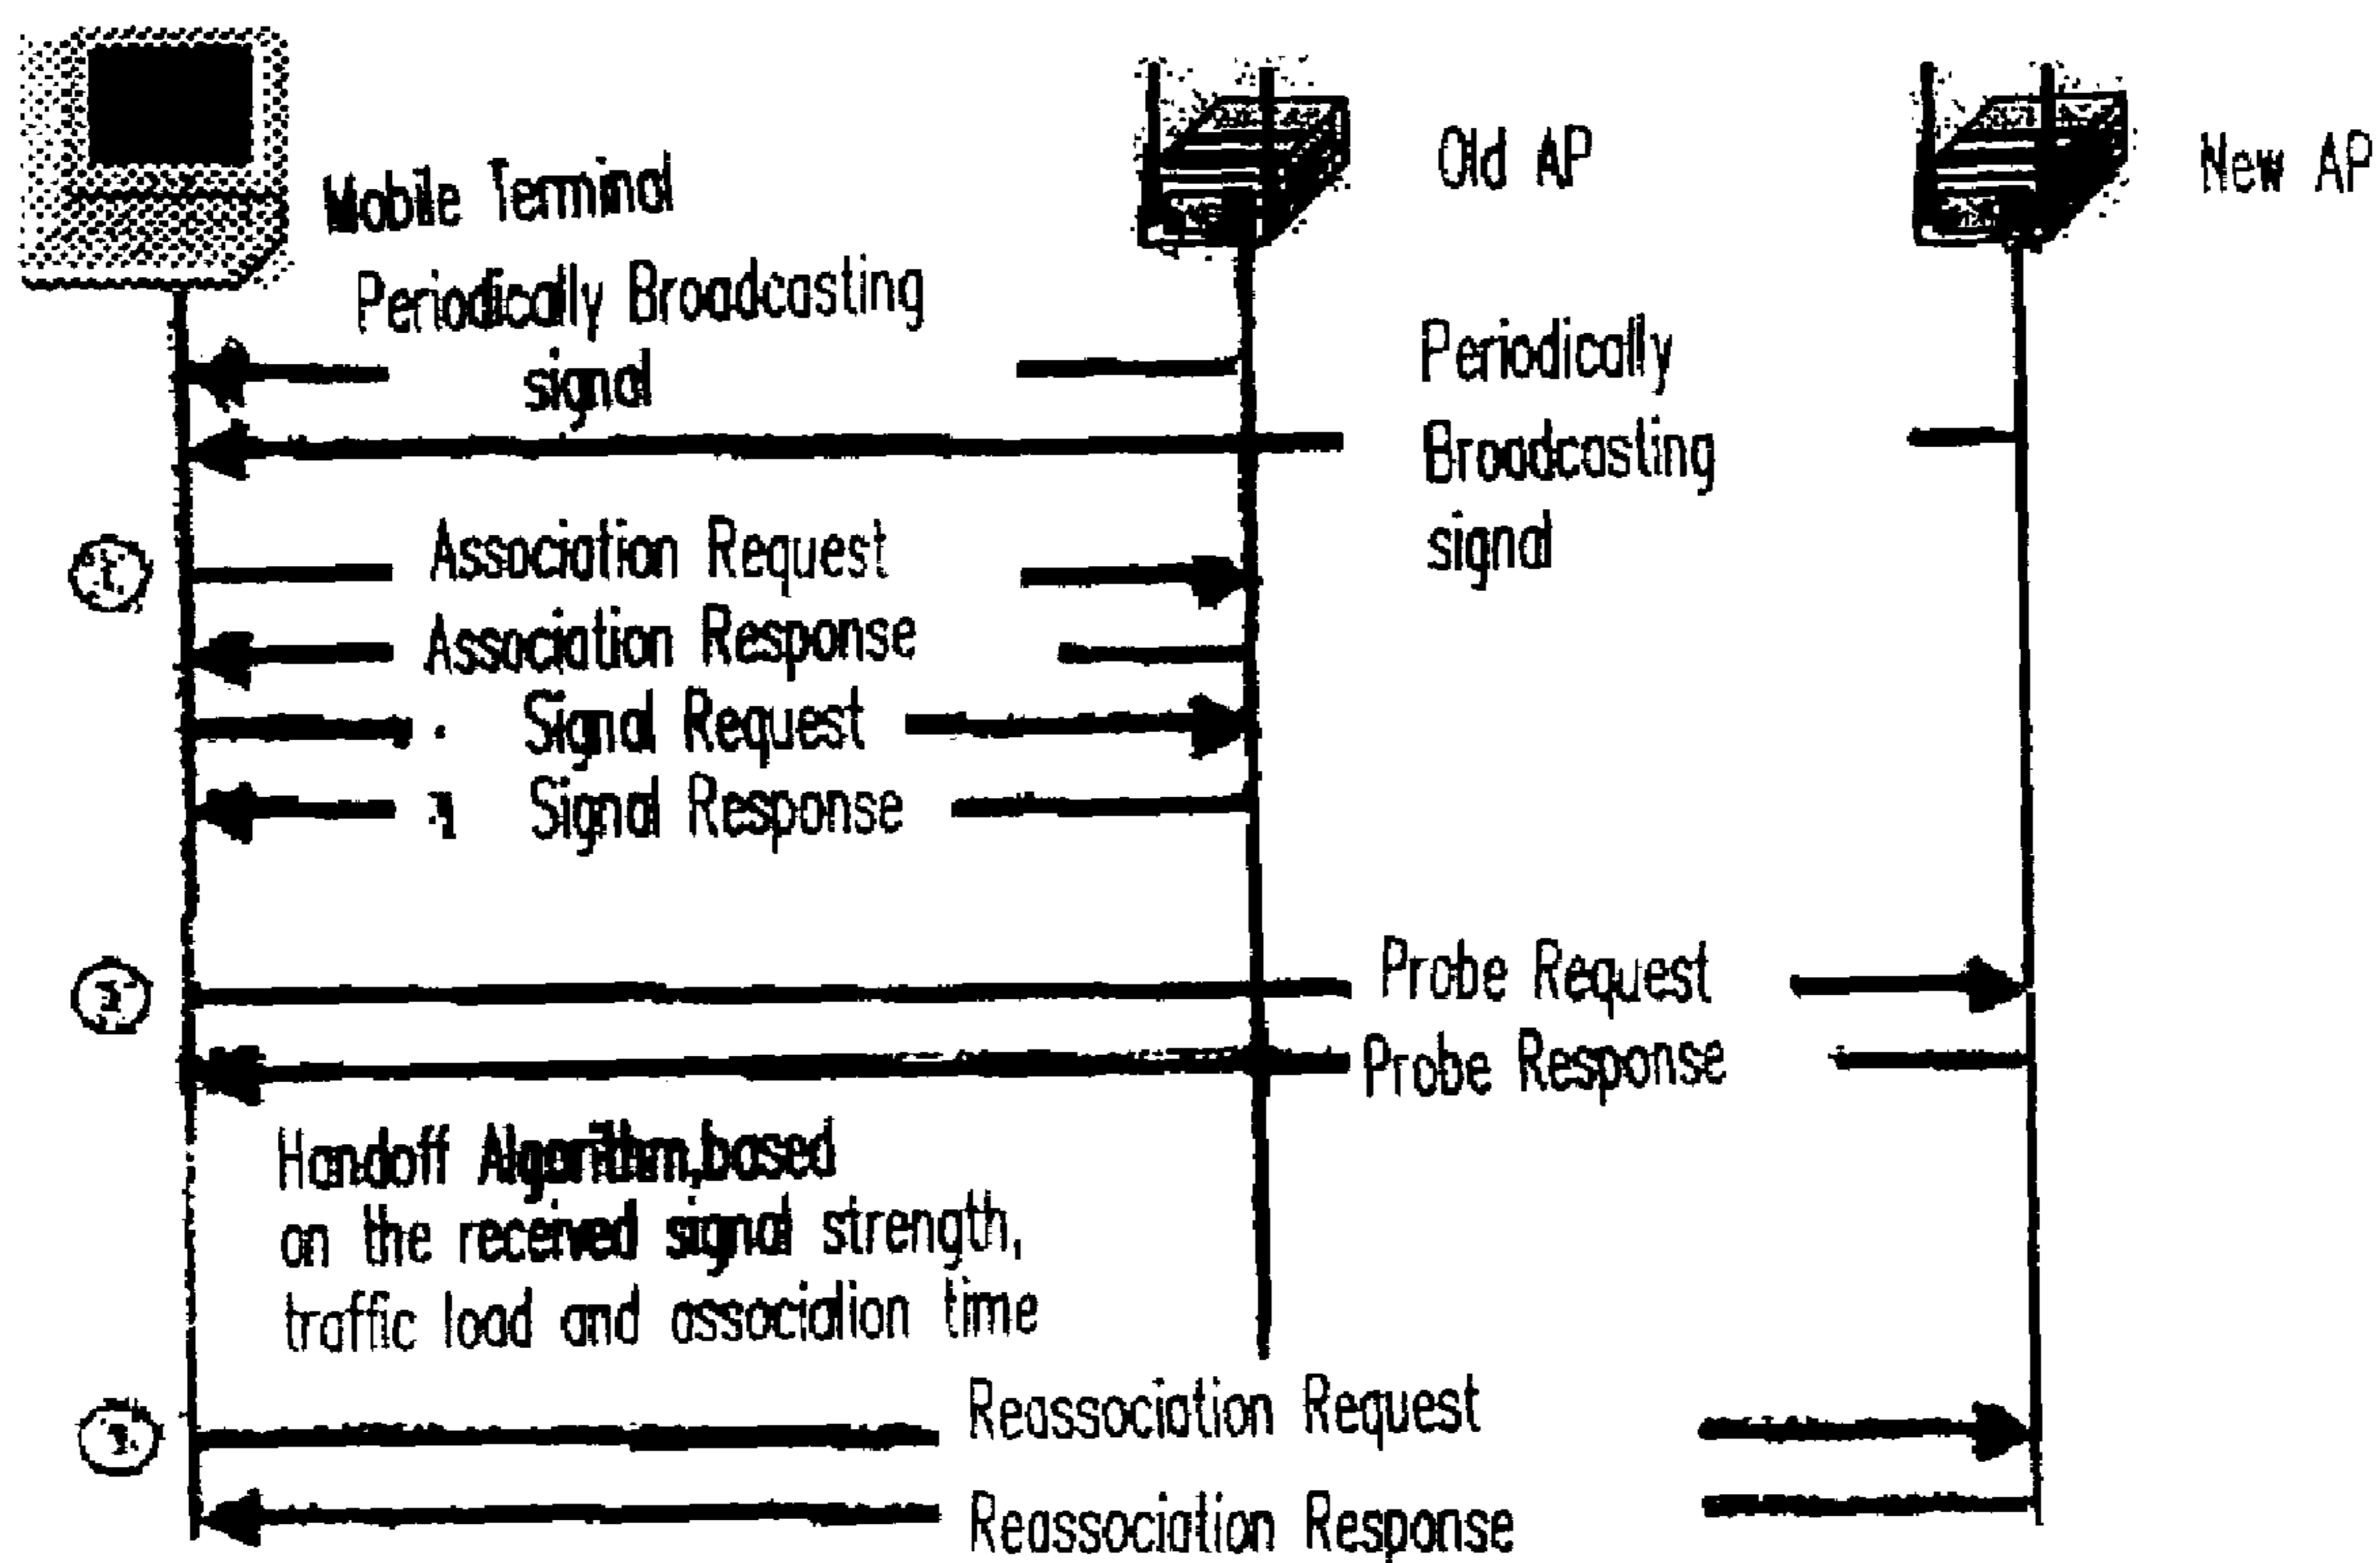 Mobile Terminal
Old AP
New AP
Periodically Broadcasting
signal
Periodically
Broadcasting
signal
Association Request
Association Response
Signal Request
Signal Response
Probe Request
Probe Response
Handoff Algorithm,based
on the received signal strength,
traffic load and association time
Reassociation Request
Reassociation Response